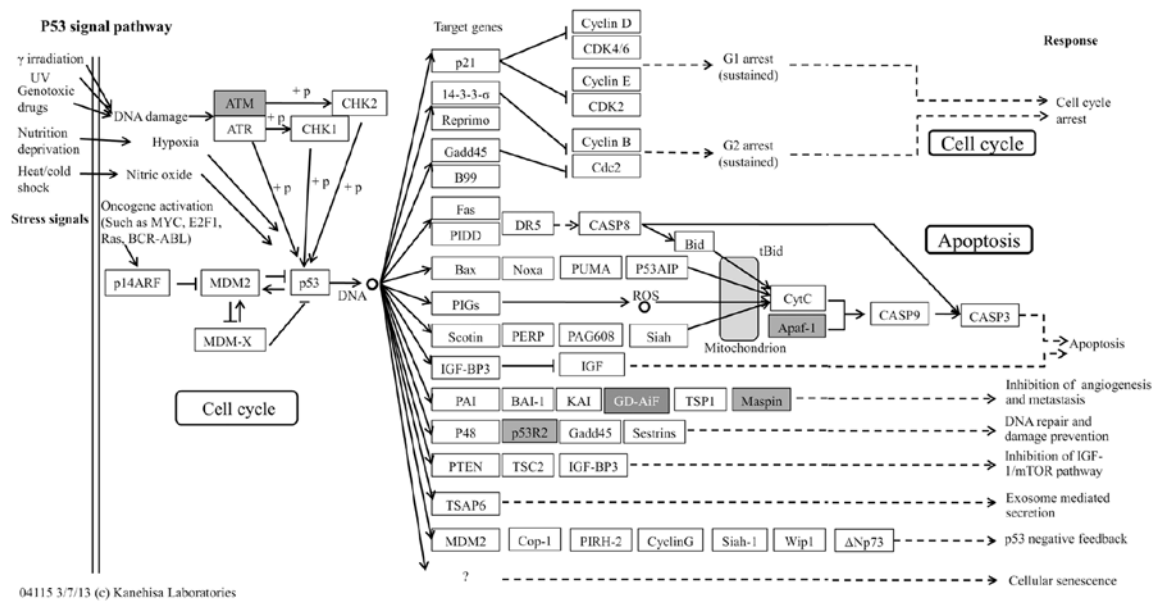 P53 signal pathway
Target genes
Response
γ irradiation
UV
Genotoxic
drugs
Nutrition
deprivation
Heat/cold
shock
Stress signals
DNA damage
Hypoxia
Nitric oxide
Oncogene activation
(Such as MYC, E2F1,
Ras, BCR-ABL)
ATM
ATR
+ p
+ p
CHK2
CHK1
+ p
+ p
+ p
p14ARF
MDM2
p53
MDM-X
DNA
Cell cycle
p21
Cyclin D
CDK4/6
Cyclin E
CDK2
G1 arrest
(sustained)
14-3-3-σ
Reprimo
Gadd45
B99
Cyclin B
Cdc2
G2 arrest
(sustained)
Cell cycle
arrest
Cell cycle
Fas
PIDD
DR5
CASP8
Bid
tBid
Apoptosis
Bax
Noxa
PUMA
P53AIP
PIGs
ROS
CytC
Apaf-1
CASP9
CASP3
Scotin
PERP
PAG608
Siah
Mitochondrion
Apoptosis
IGF-BP3
IGF
PAI
BAI-1
KAI
GD-AiF
TSP1
Maspin
Inhibition of angiogenesis
and metastasis
P48
p53R2
Gadd45
Sestrins
DNA repair and
damage prevention
PTEN
TSC2
IGF-BP3
Inhibition of IGF-
1/mTOR pathway
TSAP6
Exosome mediated
secretion
MDM2
Cop-1
PIRH-2
CyclinG
Siah-1
Wip1
ΔNp73
p53 negative feedback
?
Cellular senescence
04115 3/7/13 (c) Kanehisa Laboratories